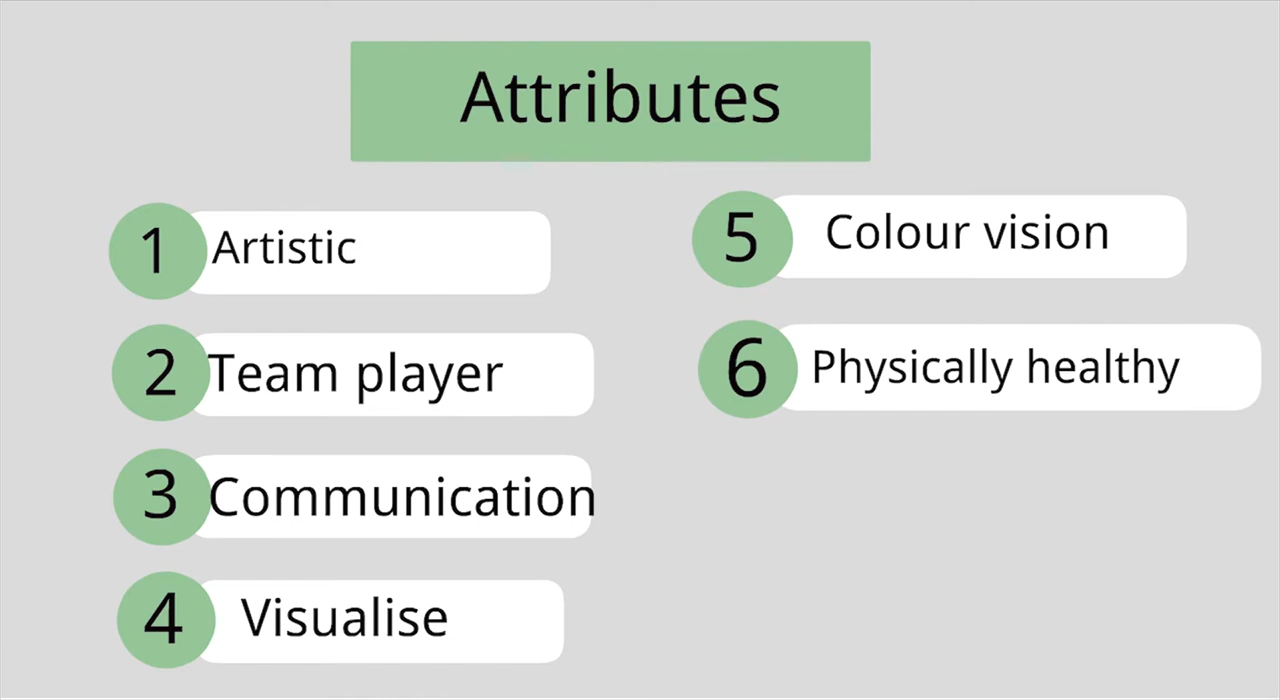 Attributes
1 Artistic
2 Team player
3 Communication
4 Visualise
5 Colour vision
6 Physically healthy